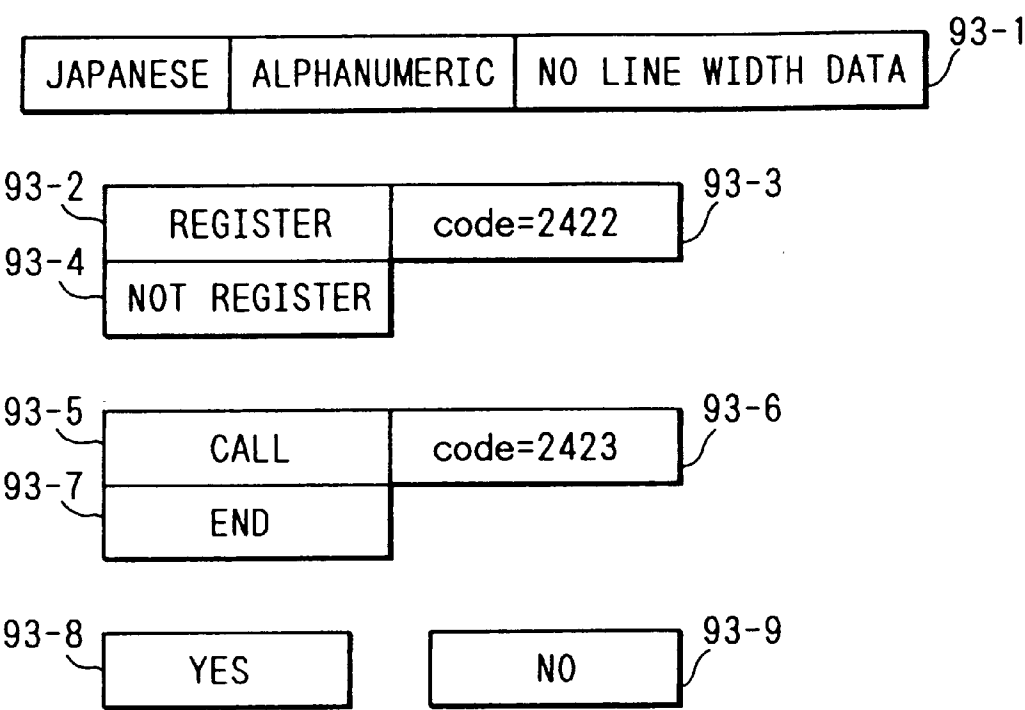 93-1
JAPANESE ALPHANUMERIC NO LINE WIDTH DATA
93-2 REGISTER code=2422 93-3
93-4 NOT REGISTER
93-5 CALL code=2423 93-6
93-7 END
93-8 YES NO 93-9